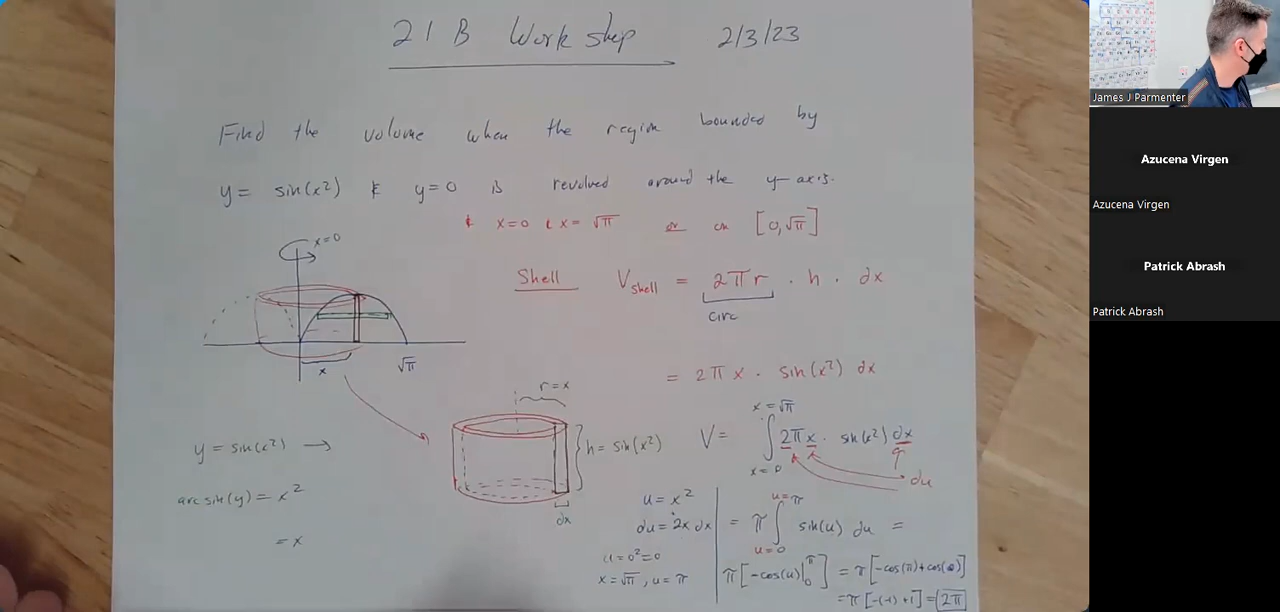 21B Workshop 2/3/23
Find the volume when the region bounded by
y = sin(x²) & y=0 is revolved around the y-axis.
& x=0 & x=√π or on [0,√π]
x=0
Shell V_shell = 2πr · h · dx
circ
x √π
= 2πx · sin(x²) dx
r=x
y = sin(x²) →
arcsin(y) = x²
= x
h = sin(x²)
dx
x=√π
V = ∫ 2πx · sin(x²) dx
x=0
du
u = x²
du = 2x dx
u=0²=0
x=√π, u=π
u=π
= π∫ sin(u) du =
u=0
π[-cos(u)|₀^π] = π[-cos(π)+cos(0)]
=π[-(-1)+1]=2π
James J Parmenter
Azucena Virgen
Azucena Virgen
Patrick Abrash
Patrick Abrash